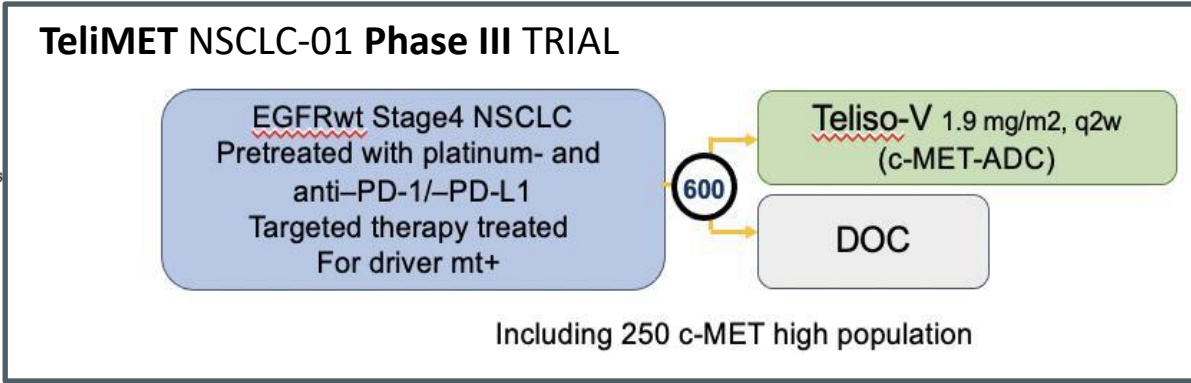 TeliMET NSCLC-01 Phase III TRIAL
EGFRwt Stage4 NSCLC
Pretreated with platinum- and
anti–PD-1/–PD-L1
Targeted therapy treated
For driver mt+
600
Teliso-V 1.9 mg/m2, q2w
(c-MET-ADC)
DOC
Including 250 c-MET high population